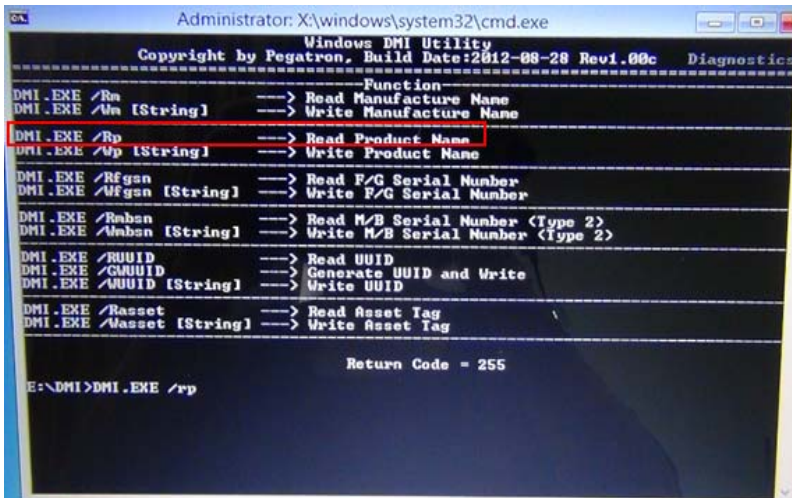 Administrator: X:\windows\system32\cmd.exe
Windows DMI Utility
Copyright by Pegatron, Build Date:2012-08-28 Rev1.00c Diagnostics
Function
DMI.EXE /Rm ---> Read Manufacture Name
DMI.EXE /Wm [String] ---> Write Manufacture Name
DMI.EXE /Rp ---> Read Product Name
DMI.EXE /Wp [String] ---> Write Product Name
DMI.EXE /Rfgsn ---> Read F/G Serial Number
DMI.EXE /Wfgsn [String] ---> Write F/G Serial Number
DMI.EXE /Rmbsn ---> Read M/B Serial Number (Type 2)
DMI.EXE /Wmbsn [String] ---> Write M/B Serial Number (Type 2)
DMI.EXE /RUUID ---> Read UUID
DMI.EXE /GWUUID ---> Generate UUID and Write
DMI.EXE /WUUID [String] ---> Write UUID
DMI.EXE /Rasset ---> Read Asset Tag
DMI.EXE /Wasset [String] ---> Write Asset Tag
Return Code = 255
E:\DMI>DMI.EXE /rp